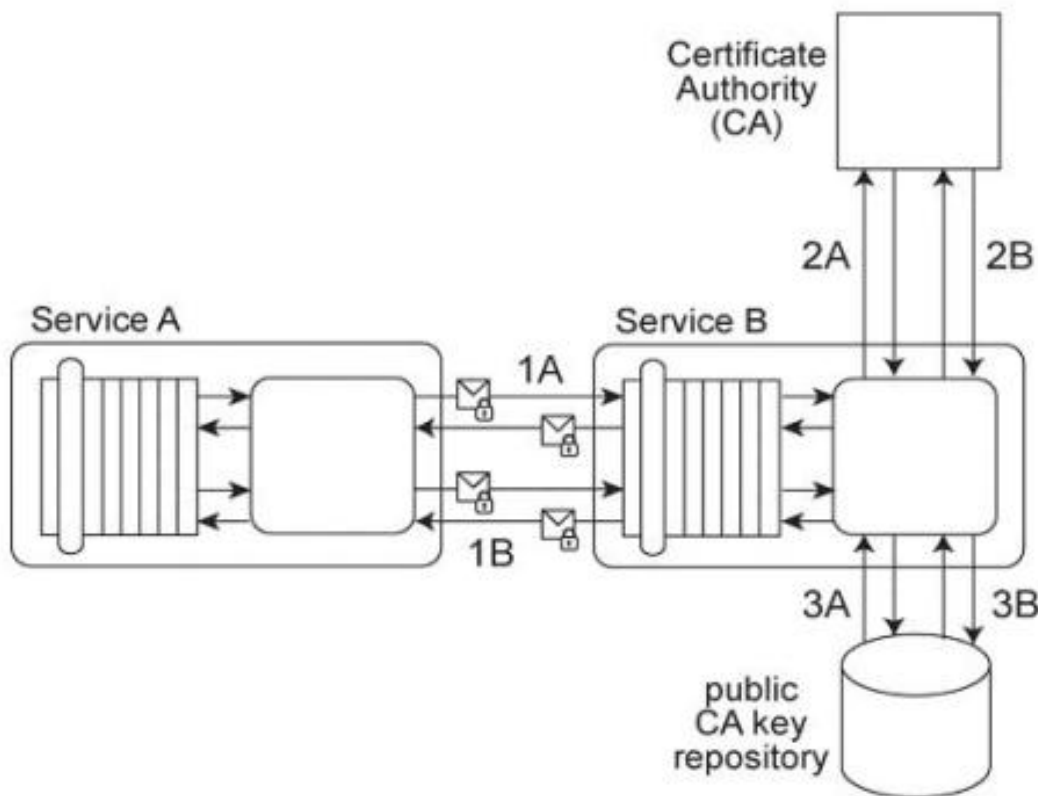 Certificate
Authority
(CA)
2A
2B
Service A
Service B
1A
1B
3A
3B
public
CA key
repository